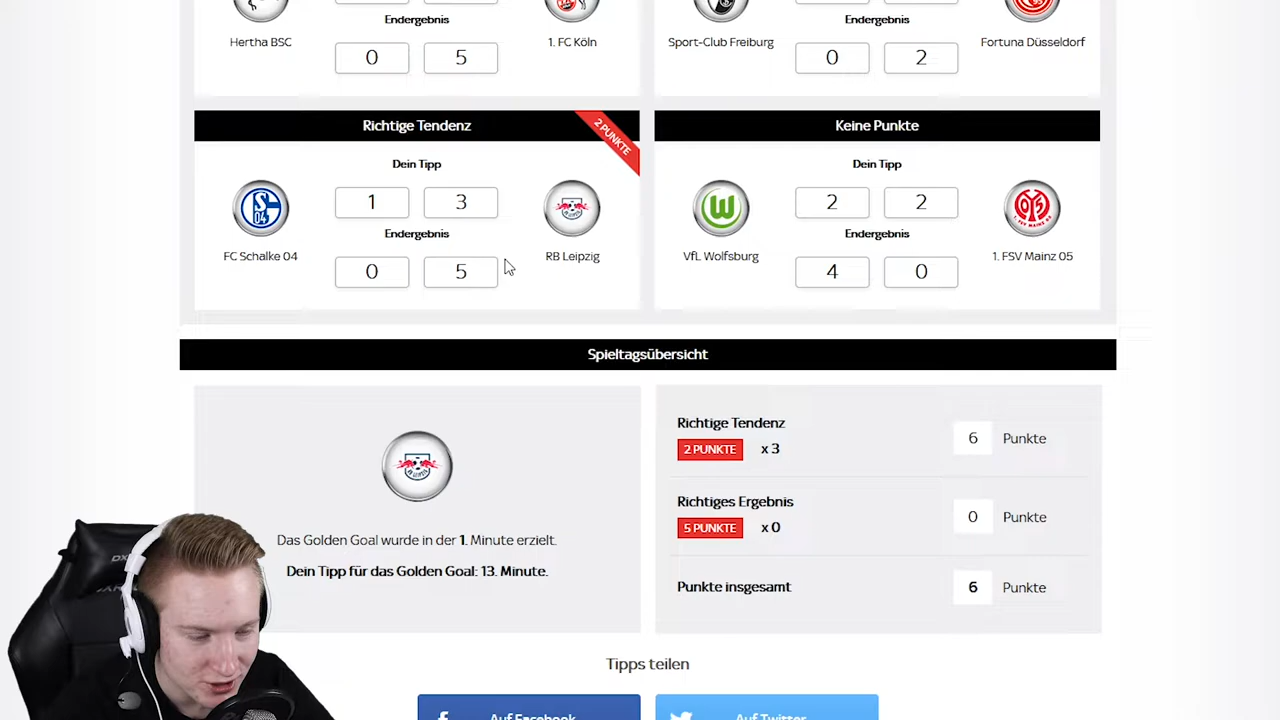 Endergebnis
Endergebnis
Hertha BSC
1. FC Köln
Sport-Club Freiburg
Fortuna Düsseldorf
0 5
0 2
Richtige Tendenz
2 PUNKTE
Keine Punkte
Dein Tipp
Dein Tipp
1 3
2 2
Endergebnis
Endergebnis
FC Schalke 04
RB Leipzig
VfL Wolfsburg
1. FSV Mainz 05
0 5
4 0
Spieltagsübersicht
Das Golden Goal wurde in der 1. Minute erzielt.
Dein Tipp für das Golden Goal: 13. Minute.
Richtige Tendenz
2 PUNKTE x 3
6 Punkte
Richtiges Ergebnis
5 PUNKTE x 0
0 Punkte
Punkte insgesamt
6 Punkte
Tipps teilen
Auf Facebook
Auf Twitter